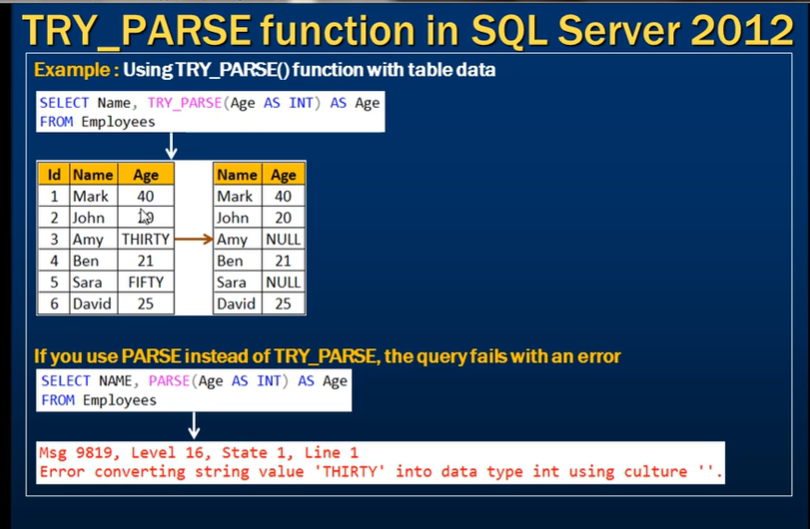 TRY_PARSE function in SQL Server 2012
Example : Using TRY_PARSE() function with table data
SELECT Name, TRY_PARSE(Age AS INT) AS Age
FROM Employees
Id Name Age
1 Mark 40
2 John
3 Amy THIRTY
4 Ben 21
5 Sara FIFTY
6 David 25
Name Age
Mark 40
John 20
Amy NULL
Ben 21
Sara NULL
David 25
If you use PARSE instead of TRY_PARSE, the query fails with an error
SELECT NAME, PARSE(Age AS INT) AS Age
FROM Employees
Msg 9819, Level 16, State 1, Line 1
Error converting string value 'THIRTY' into data type int using culture ''.